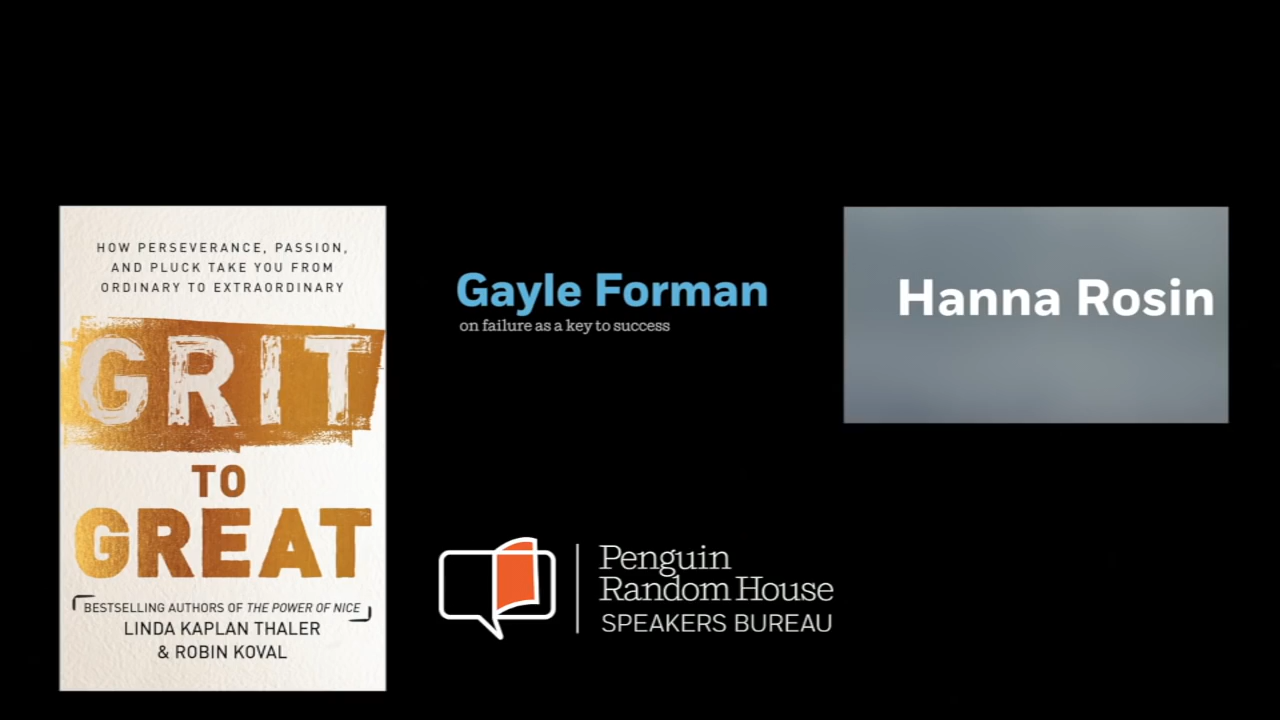 HOW PERSEVERANCE, PASSION,
AND PLUCK TAKE YOU FROM
ORDINARY TO EXTRAORDINARY
GRIT
TO
GREAT
BESTSELLING AUTHORS OF THE POWER OF NICE
LINDA KAPLAN THALER
& ROBIN KOVAL
Gayle Forman
on failure as a key to success
Hanna Rosin
Penguin
Random House
SPEAKERS BUREAU